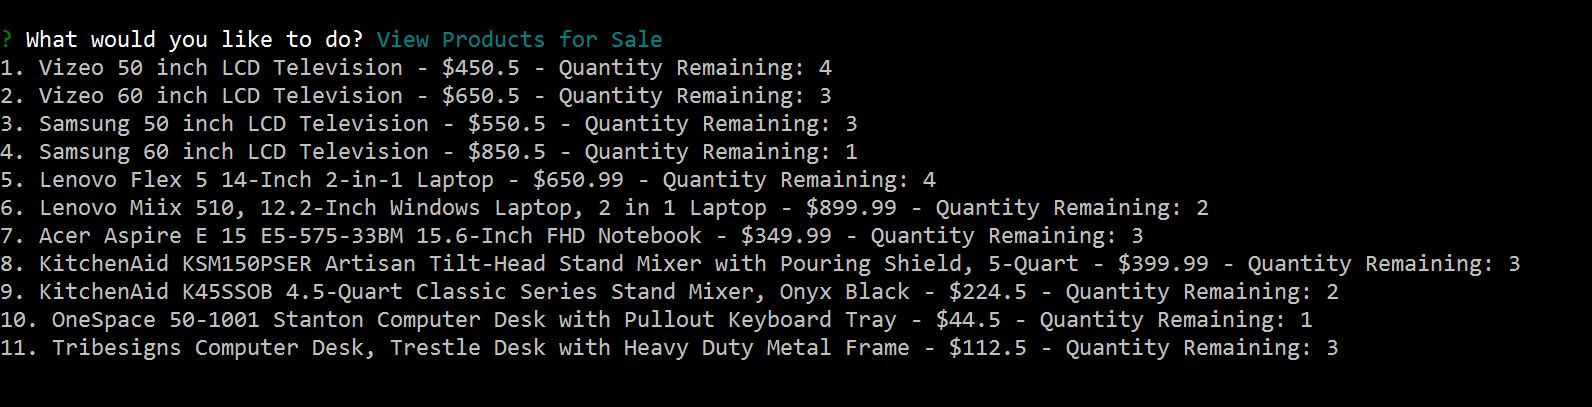 ? What would you like to do? View Products for Sale
1. Vizeo 50 inch LCD Television - $450.5 - Quantity Remaining: 4
2. Vizeo 60 inch LCD Television - $650.5 - Quantity Remaining: 3
3. Samsung 50 inch LCD Television - $550.5 - Quantity Remaining: 3
4. Samsung 60 inch LCD Television - $850.5 - Quantity Remaining: 1
5. Lenovo Flex 5 14-Inch 2-in-1 Laptop - $650.99 - Quantity Remaining: 4
6. Lenovo Miix 510, 12.2-Inch Windows Laptop, 2 in 1 Laptop - $899.99 - Quantity Remaining: 2
7. Acer Aspire E 15 E5-575-33BM 15.6-Inch FHD Notebook - $349.99 - Quantity Remaining: 3
8. KitchenAid KSM150PSER Artisan Tilt-Head Stand Mixer with Pouring Shield, 5-Quart - $399.99 - Quantity Remaining: 3
9. KitchenAid K45SSOB 4.5-Quart Classic Series Stand Mixer, Onyx Black - $224.5 - Quantity Remaining: 2
10. OneSpace 50-1001 Stanton Computer Desk with Pullout Keyboard Tray - $44.5 - Quantity Remaining: 1
11. Tribesigns Computer Desk, Trestle Desk with Heavy Duty Metal Frame - $112.5 - Quantity Remaining: 3